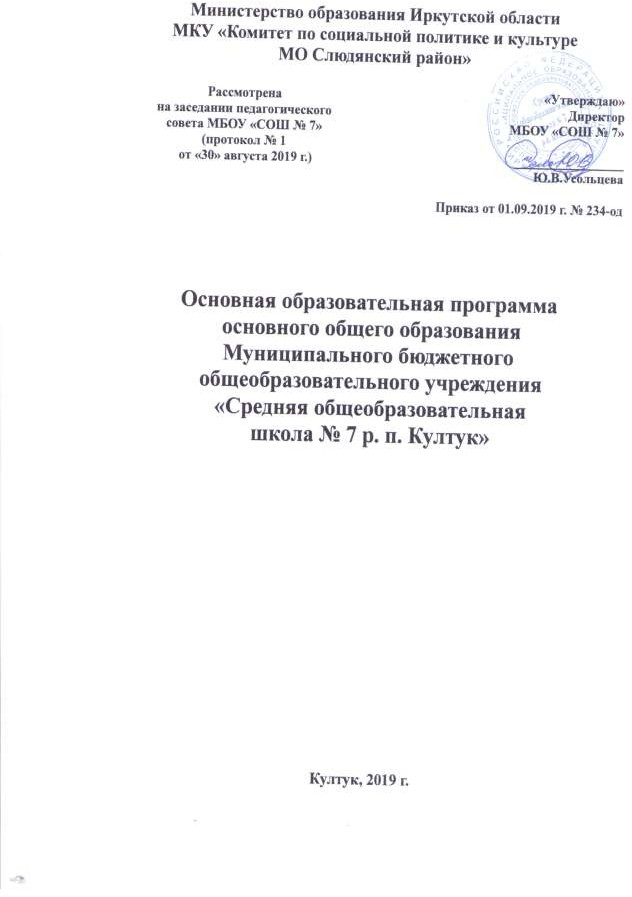 Министерство образования Иркутской области
МКУ «Комитет по социальной политике и культуре
МО Слюдянский район»
Рассмотрена
на заседании педагогического
совета МБОУ «СОШ № 7»
(протокол № 1
от «30» августа 2019 г.)
«Утверждаю»
Директор
МБОУ «СОШ № 7»
Ю.В.Усольцева
Приказ от 01.09.2019 г. № 234-од
Основная образовательная программа
основного общего образования
Муниципального бюджетного
общеобразовательного учреждения
«Средняя общеобразовательная
школа № 7 р. п. Култук»
Култук, 2019 г.